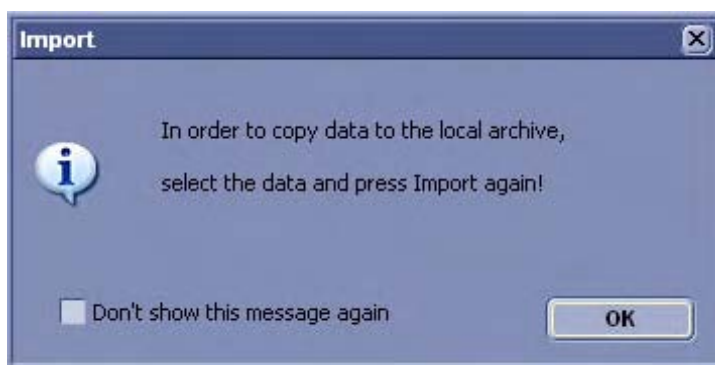 Import
In order to copy data to the local archive,
select the data and press Import again!
Don't show this message again
OK